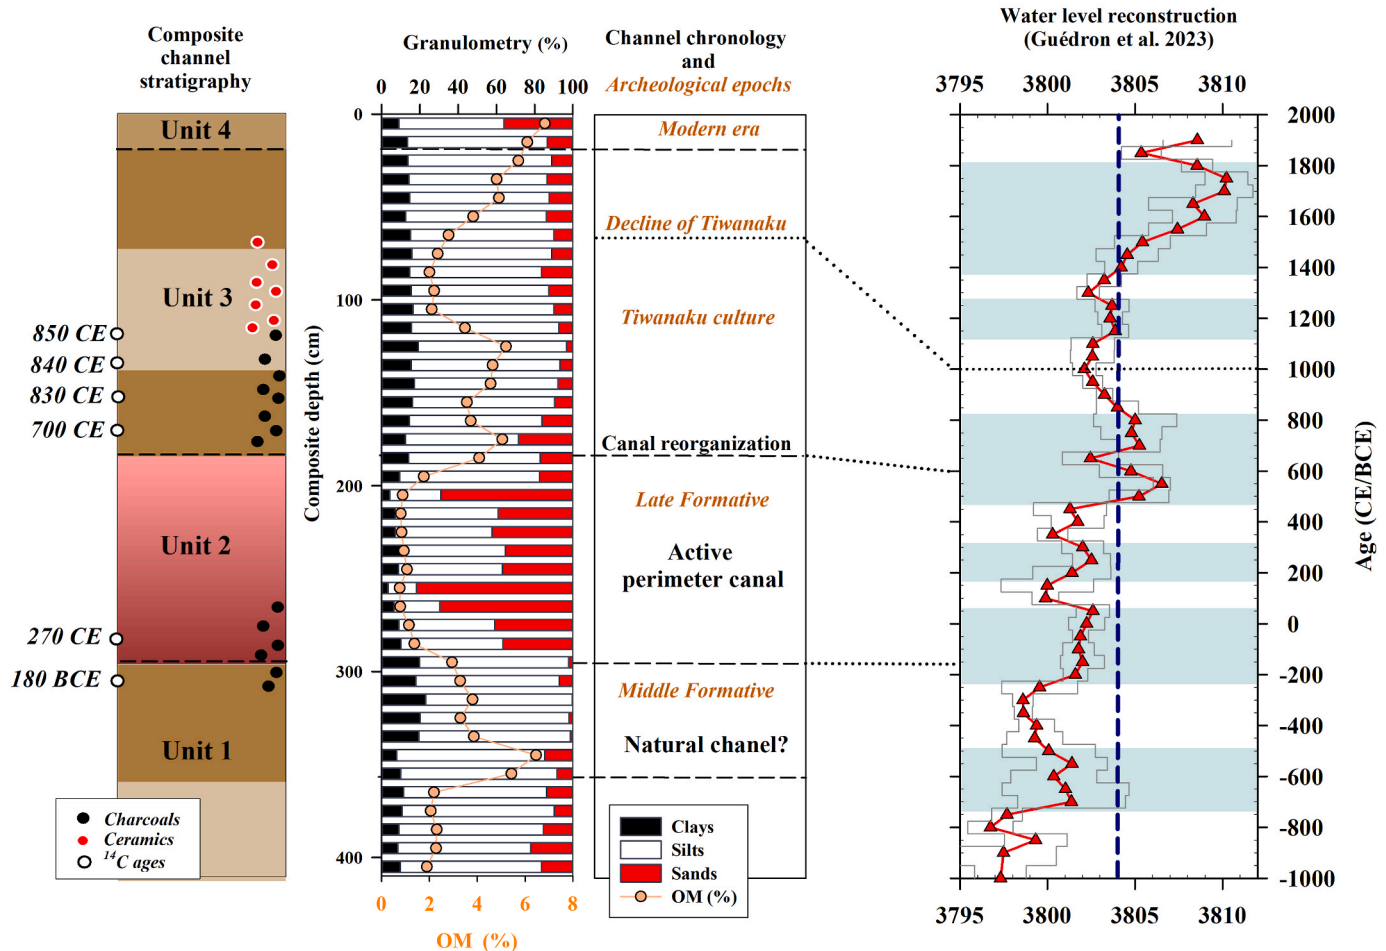 Composite
channel
stratigraphy
Unit 4
Unit 3
850 CE
840 CE
830 CE
700 CE
Unit 2
270 CE
180 BCE
Unit 1
Charcoals
Ceramics
14C ages
Granulometry (%)
0 20 40 60 80 100
Composite depth (cm)
0
100
200
300
400
0 2 4 6 8
OM (%)
Channel chronology
and
Archeological epochs
Modern era
Decline of Tiwanaku
Tiwanaku culture
Canal reorganization
Late Formative
Active
perimeter canal
Middle Formative
Natural chanel?
Clays
Silts
Sands
OM (%)
Water level reconstruction
(Guédron et al. 2023)
3795 3800 3805 3810
2000
1800
1600
1400
1200
1000
800
600
400
200
0
-200
-400
-600
-800
-1000
Age (CE/BCE)
3795 3800 3805 3810